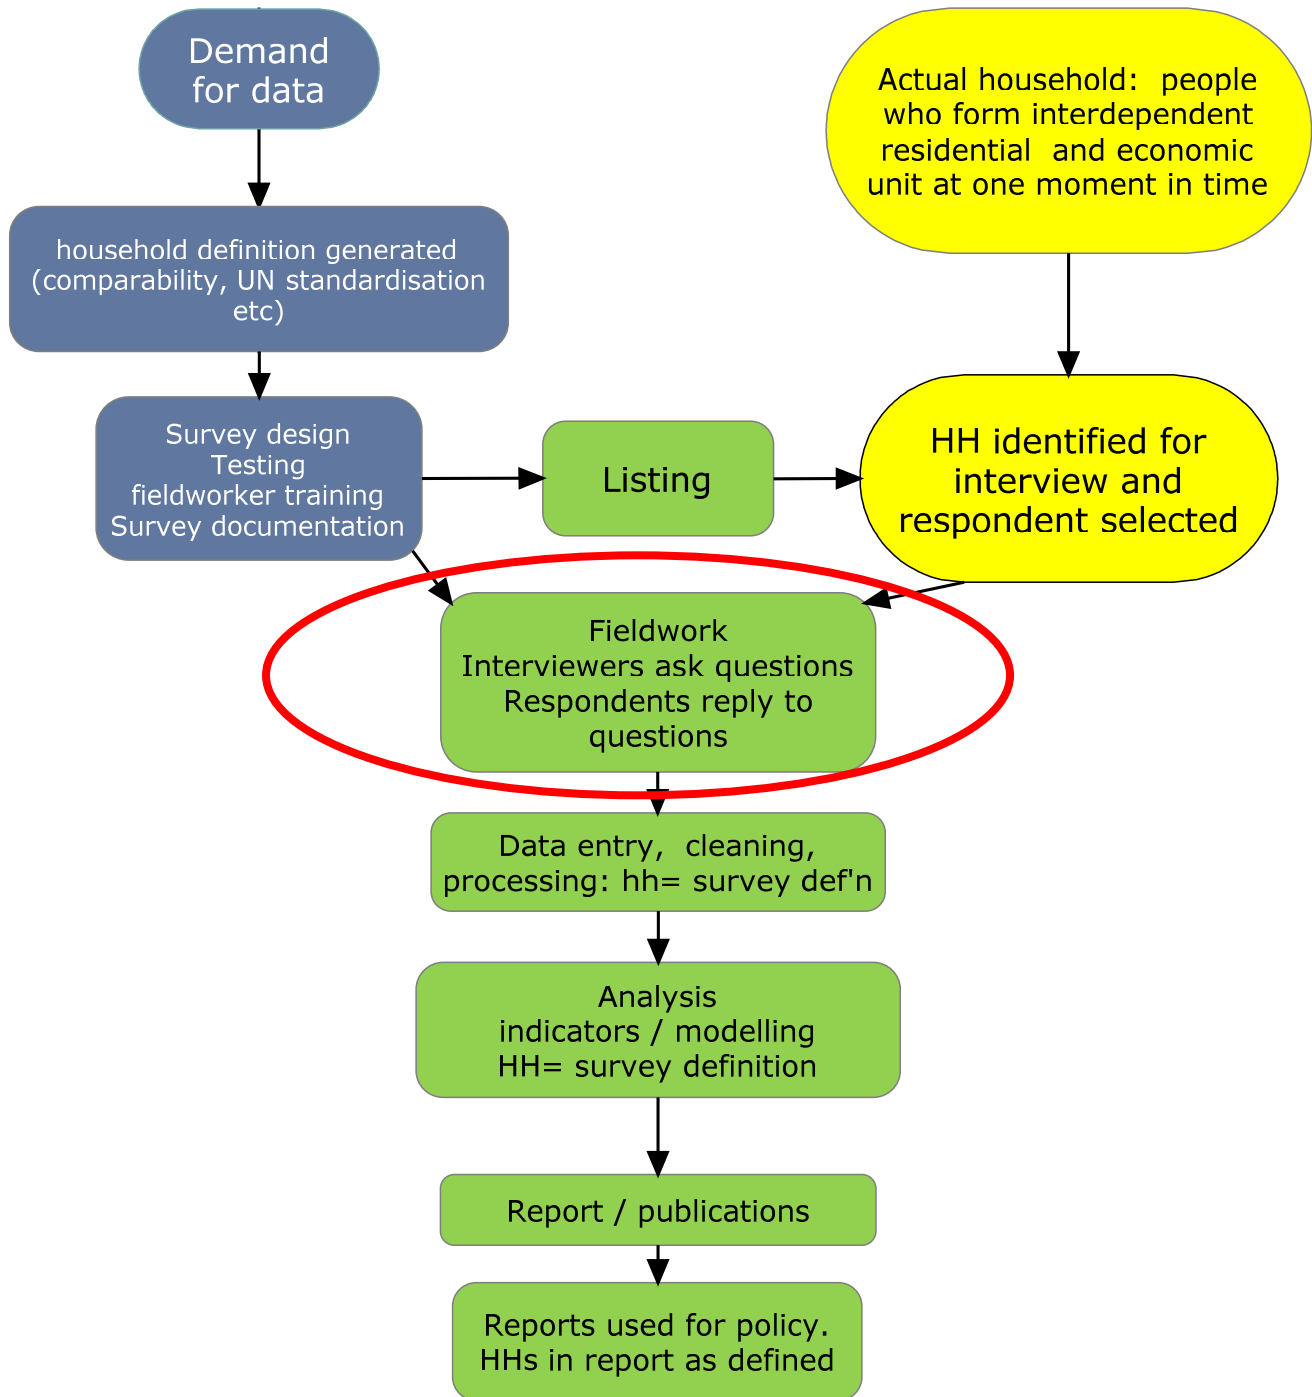 Demand
for data
Actual household:  people
who form interdependent
residential  and economic
unit at one moment in time
household definition generated
(comparability, UN standardisation
etc)
Survey design
Testing
fieldworker training
Survey documentation
Listing
HH identified for
interview and
respondent selected
Fieldwork
Interviewers ask questions
Respondents reply to
questions
Data entry,  cleaning,
processing: hh= survey def'n
Analysis
indicators / modelling
HH= survey definition
Report / publications
Reports used for policy.
HHs in report as defined